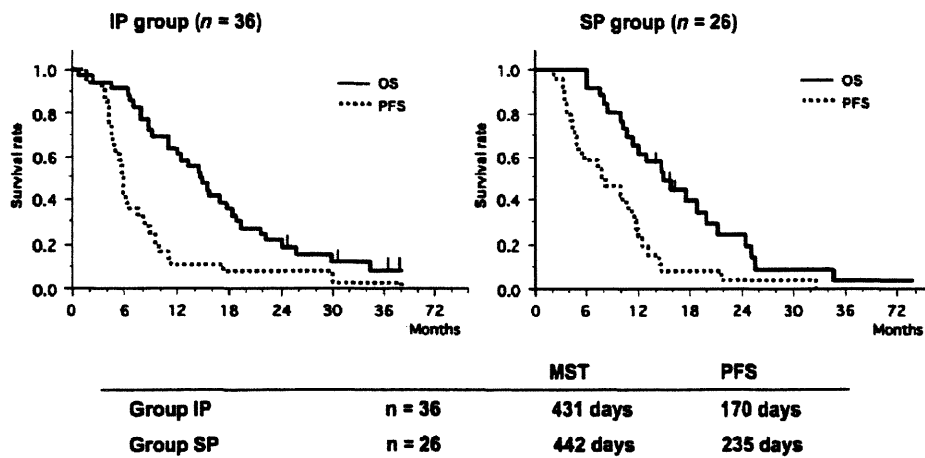 IP group (n = 36)
1.0
0.8
0.6
0.4
0.2
0.0
Survival rate
OS
PFS
0 6 12 18 24 30 36 72
Months
SP group (n = 26)
1.0
0.8
0.6
0.4
0.2
0.0
Survival rate
OS
PFS
0 6 12 18 24 30 36 72
Months
MST PFS
Group IP n = 36 431 days 170 days
Group SP n = 26 442 days 235 days